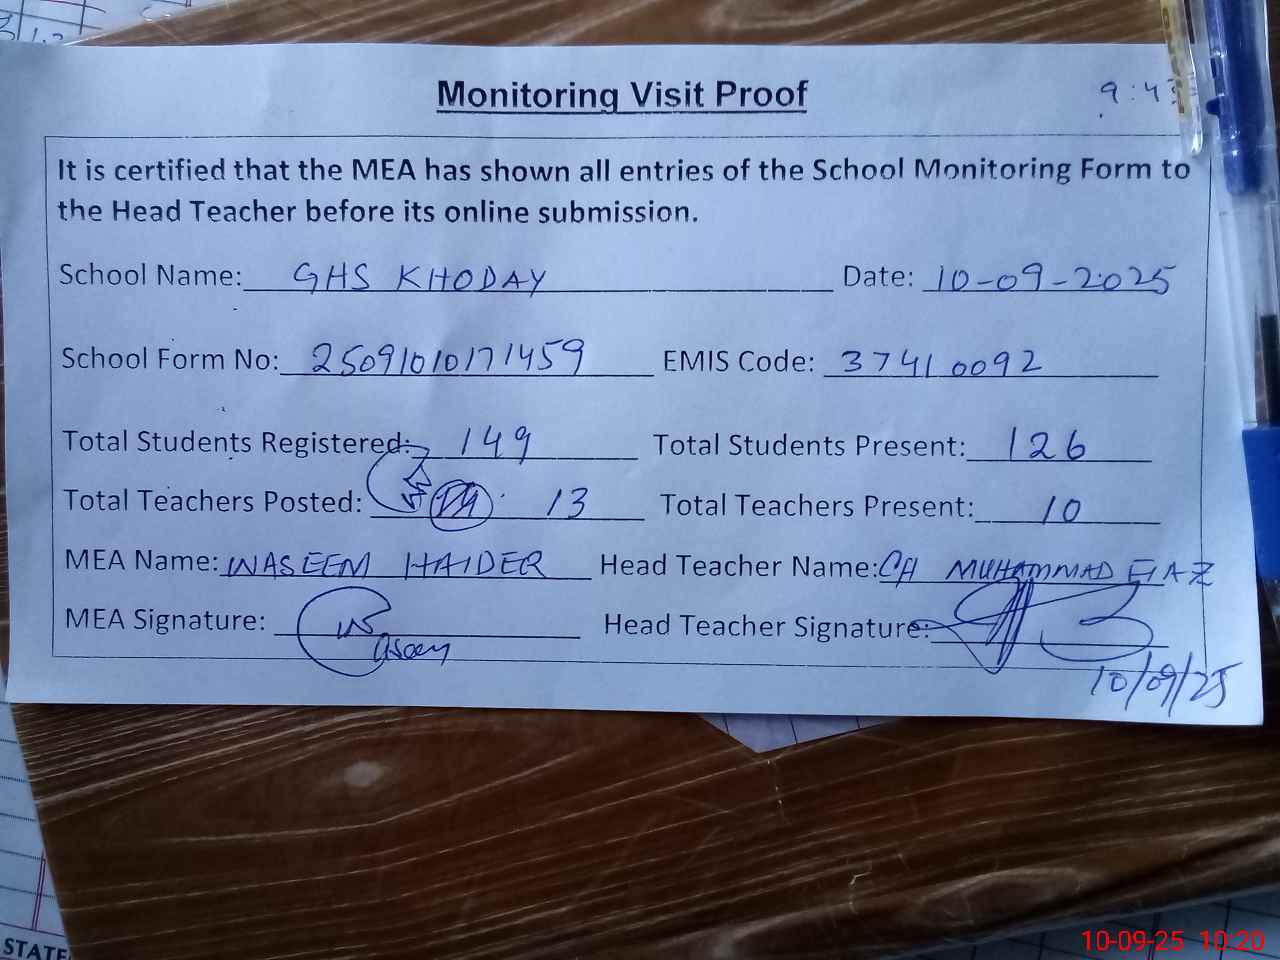 Monitoring Visit Proof
9:4
It is certified that the MEA has shown all entries of the School Monitoring Form to
the Head Teacher before its online submission.
School Name: GHS KHODAY Date: 10-09-2025
School Form No: 25091010171459 EMIS Code: 37410092
Total Students Registered: 149 Total Students Present: 126
Total Teachers Posted: 13 Total Teachers Present: 10
MEA Name: WASEEM HAIDER Head Teacher Name: CH MUHAMMAD EIAZ
MEA Signature: Waseem Head Teacher Signature:
10/09/25
STATE
10-09-25 10:20